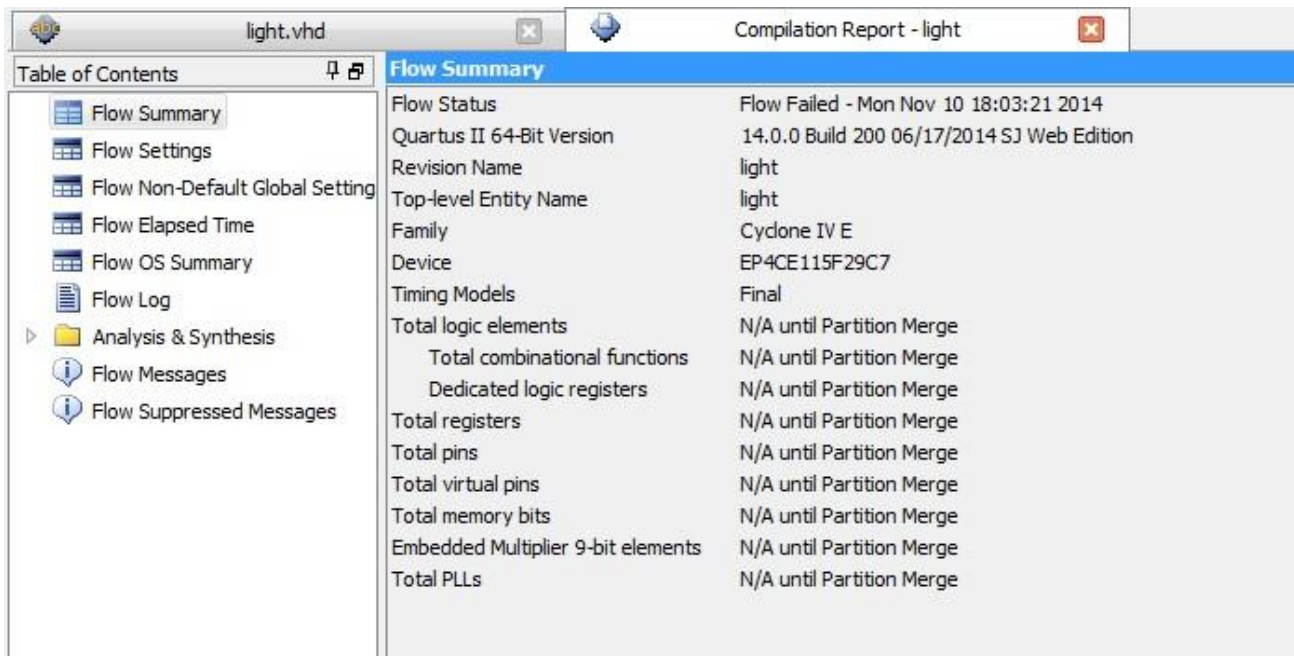 light.vhd
Compilation Report - light
Table of Contents
Flow Summary
Flow Settings
Flow Non-Default Global Setting
Flow Elapsed Time
Flow OS Summary
Flow Log
Analysis & Synthesis
Flow Messages
Flow Suppressed Messages
Flow Summary
Flow Status Flow Failed - Mon Nov 10 18:03:21 2014
Quartus II 64-Bit Version 14.0.0 Build 200 06/17/2014 SJ Web Edition
Revision Name light
Top-level Entity Name light
Family Cyclone IV E
Device EP4CE115F29C7
Timing Models Final
Total logic elements N/A until Partition Merge
Total combinational functions N/A until Partition Merge
Dedicated logic registers N/A until Partition Merge
Total registers N/A until Partition Merge
Total pins N/A until Partition Merge
Total virtual pins N/A until Partition Merge
Total memory bits N/A until Partition Merge
Embedded Multiplier 9-bit elements N/A until Partition Merge
Total PLLs N/A until Partition Merge